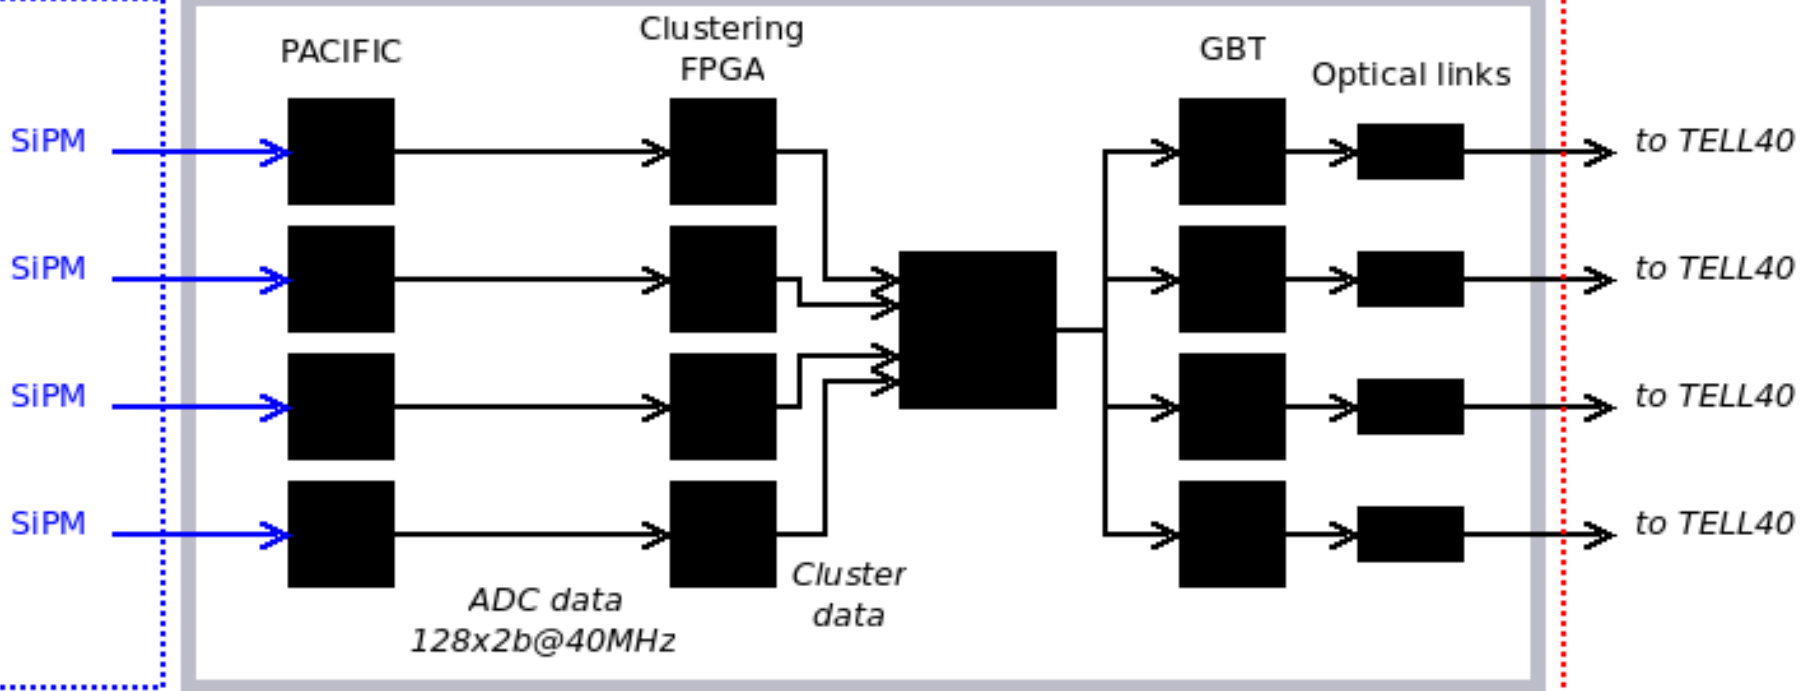 PACIFIC
Clustering
FPGA
GBT
Optical links
SiPM
to TELL40
SiPM
to TELL40
SiPM
to TELL40
SiPM
to TELL40
ADC data
128x2b@40MHz
Cluster
data